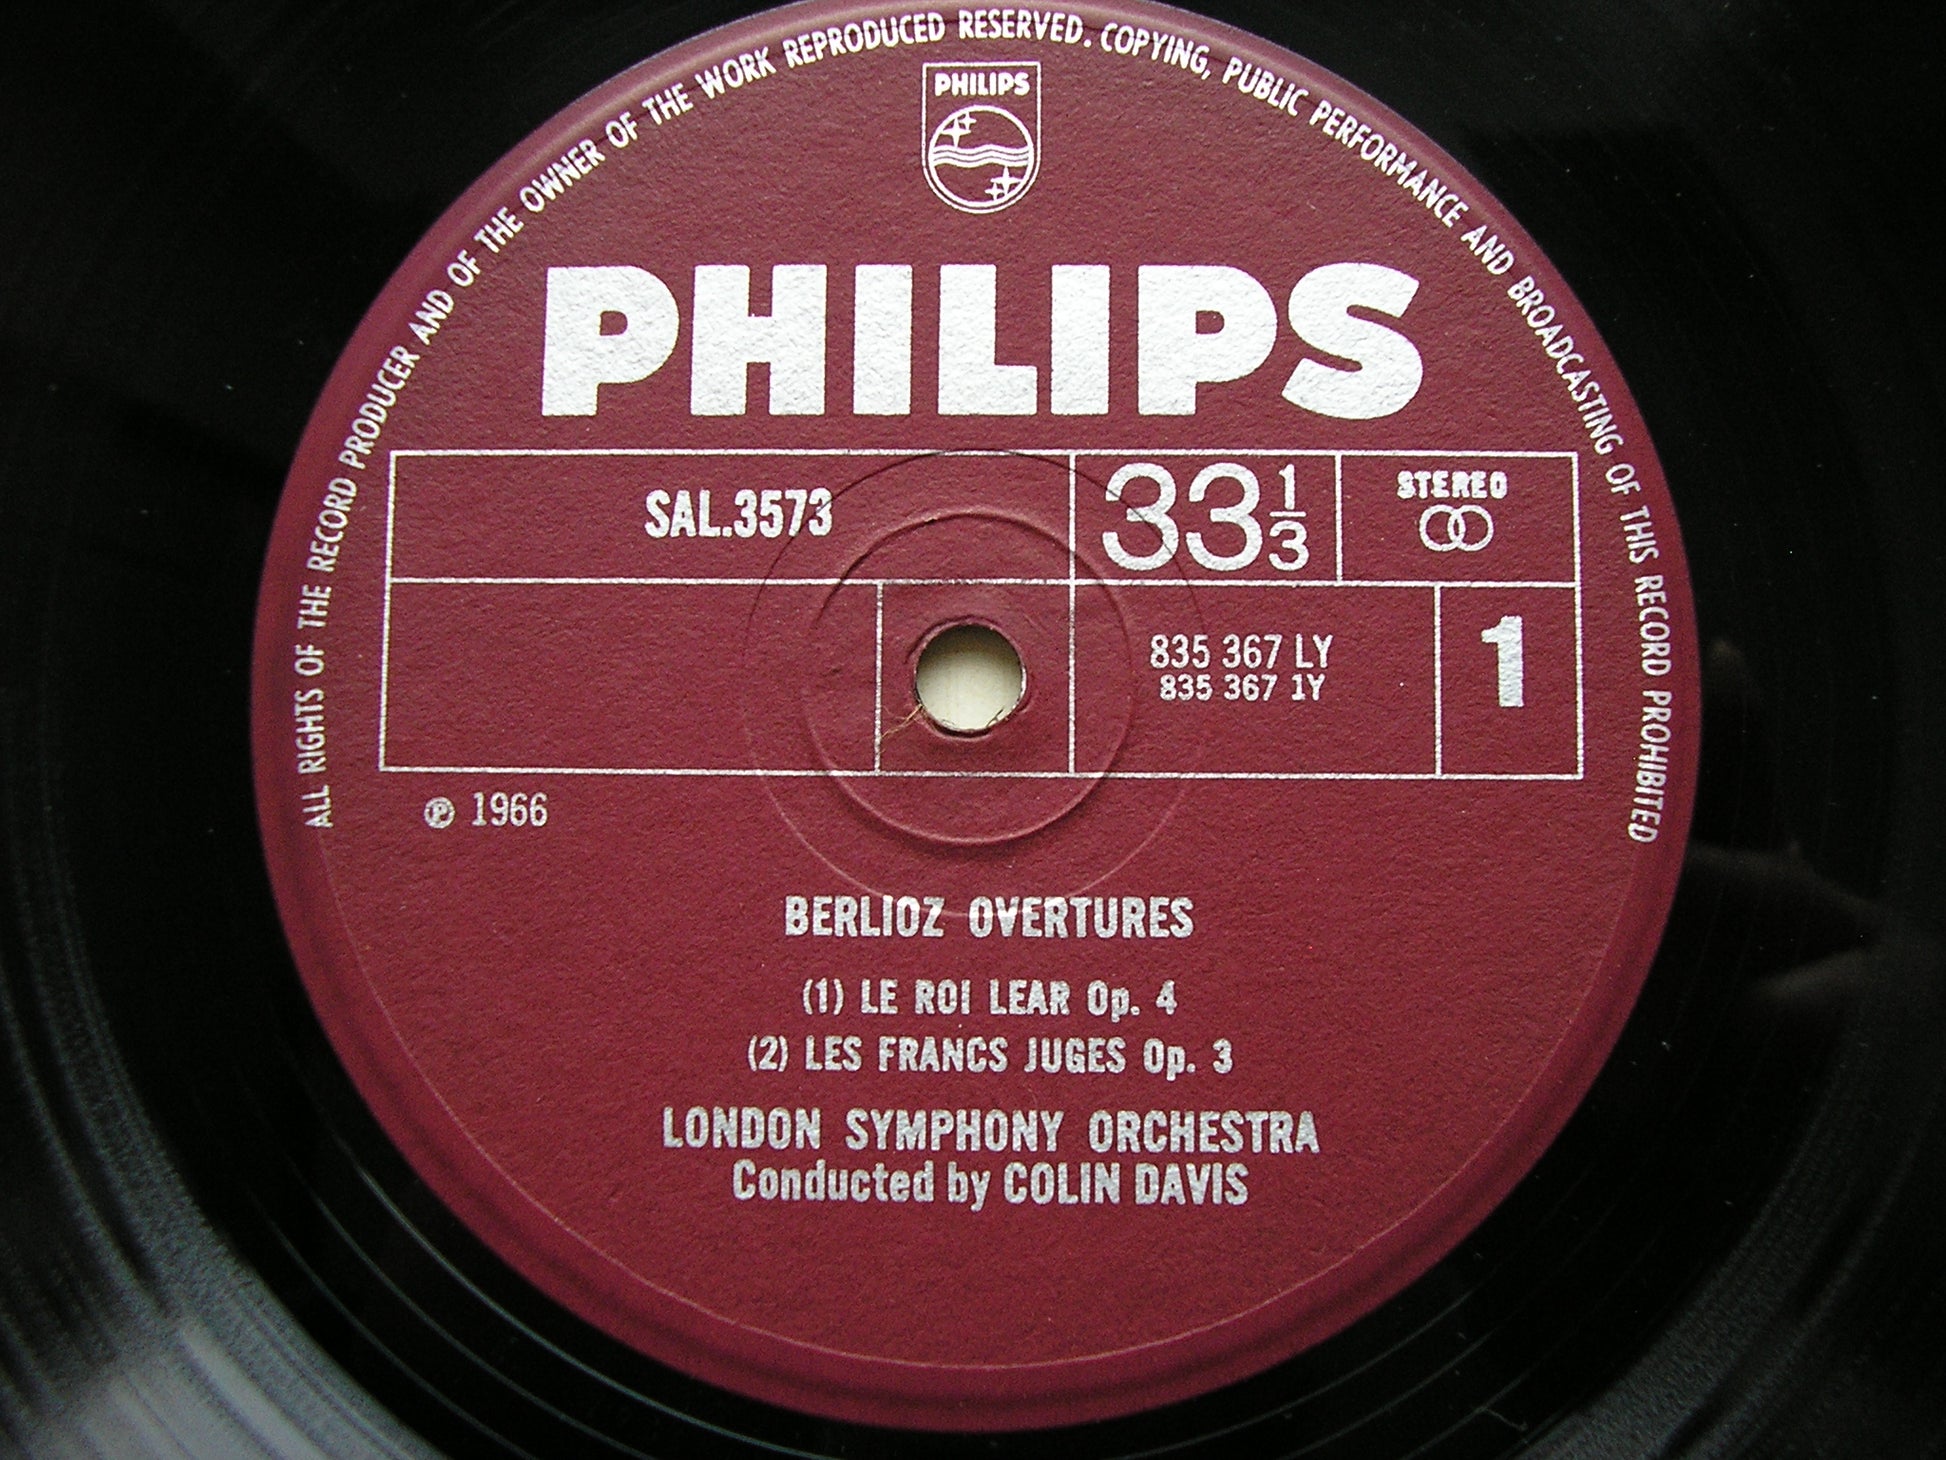 ALL RIGHTS OF THE RECORD PRODUCER AND OF THE OWNER OF THE WORK REPRODUCED RESERVED. COPYING, PUBLIC PERFORMANCE AND BROADCASTING OF THIS RECORD PROHIBITED
PHILIPS
PHILIPS
SAL.3573
33 1/3
STEREO
835 367 LY
835 367 1Y
1
℗ 1966
BERLIOZ OVERTURES
(1) LE ROI LEAR Op. 4
(2) LES FRANCS JUGES Op. 3
LONDON SYMPHONY ORCHESTRA
Conducted by COLIN DAVIS